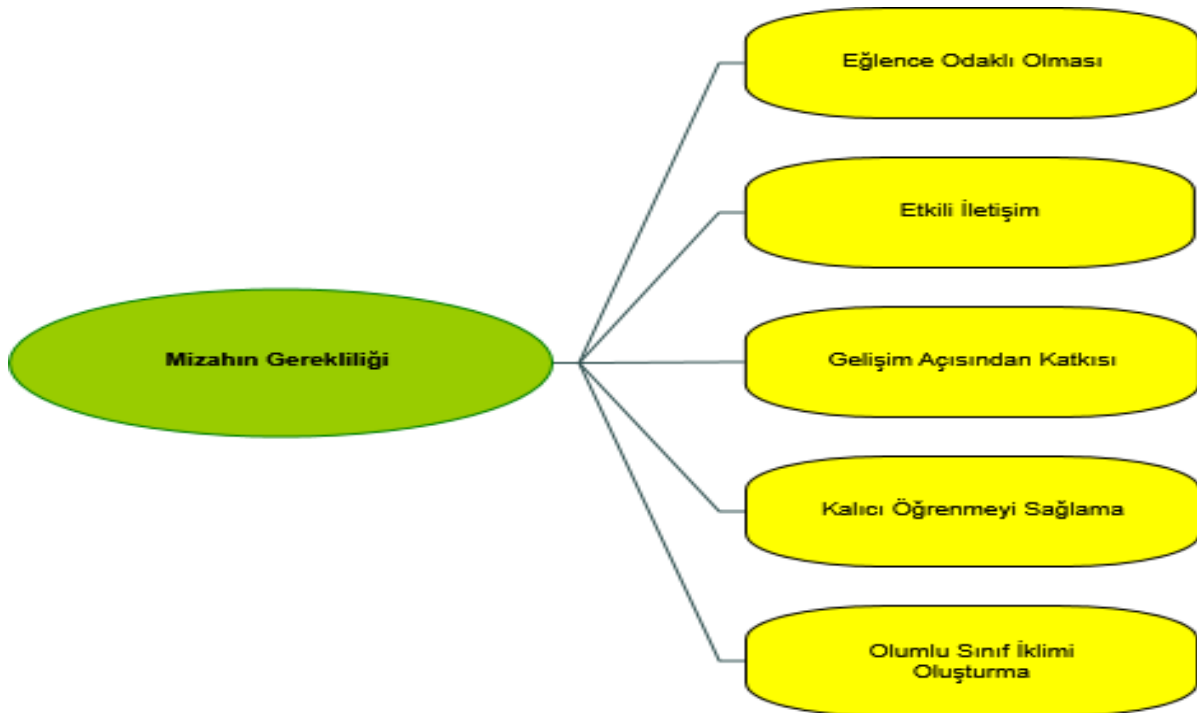 Eğlence Odaklı Olması
Etkili İletişim
Mizahın Gerekliliği
Gelişim Açısından Katkısı
Kalıcı Öğrenmeyi Sağlama
Olumlu Sınıf İklimi
Oluşturma